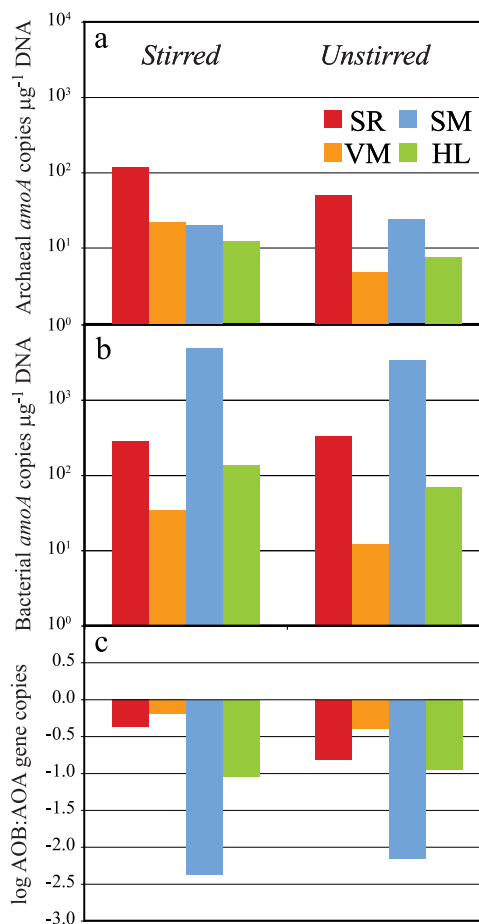 a
Stirred
Unstirred
SR
SM
VM
HL
Archaeal amoA copies µg⁻¹ DNA
10⁴
10³
10²
10¹
10⁰
b
Bacterial amoA copies µg⁻¹ DNA
10³
10²
10¹
10⁰
c
log AOB:AOA gene copies
0.5
0.0
-0.5
-1.0
-1.5
-2.0
-2.5
-3.0